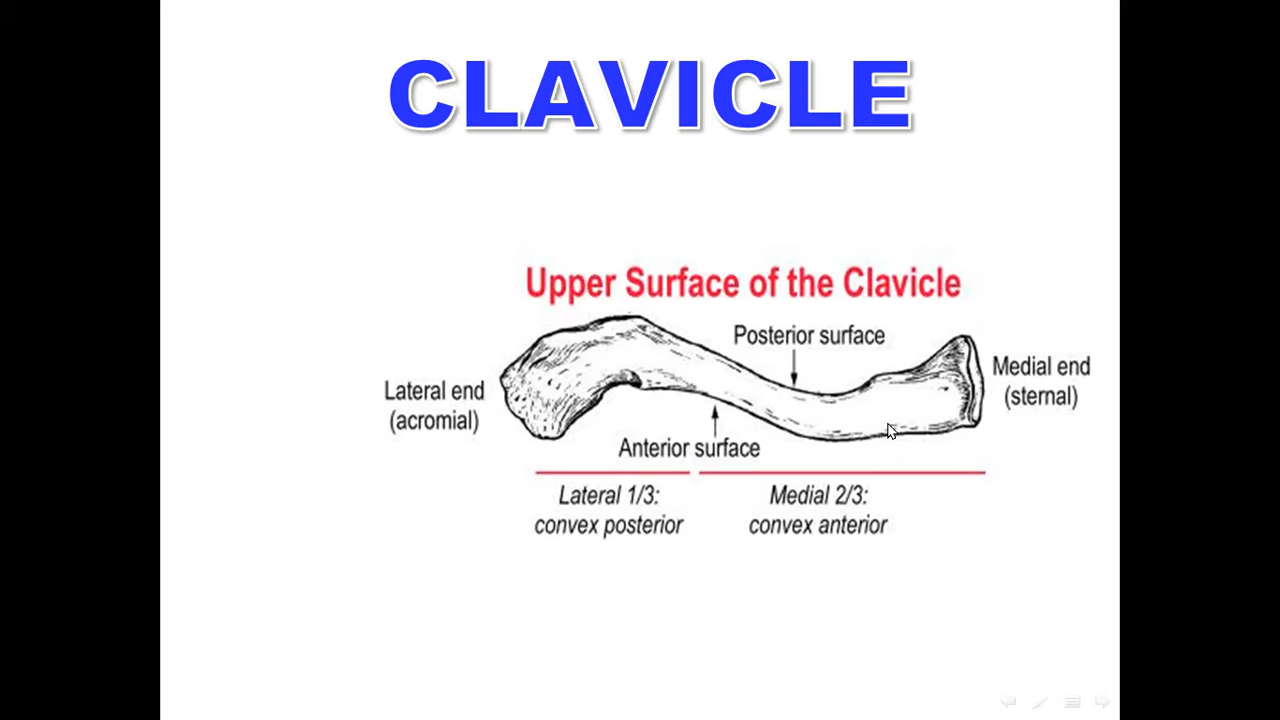 CLAVICLE
Upper Surface of the Clavicle
Posterior surface
Lateral end
(acromial)
Medial end
(sternal)
Anterior surface
Lateral 1/3:
convex posterior
Medial 2/3:
convex anterior